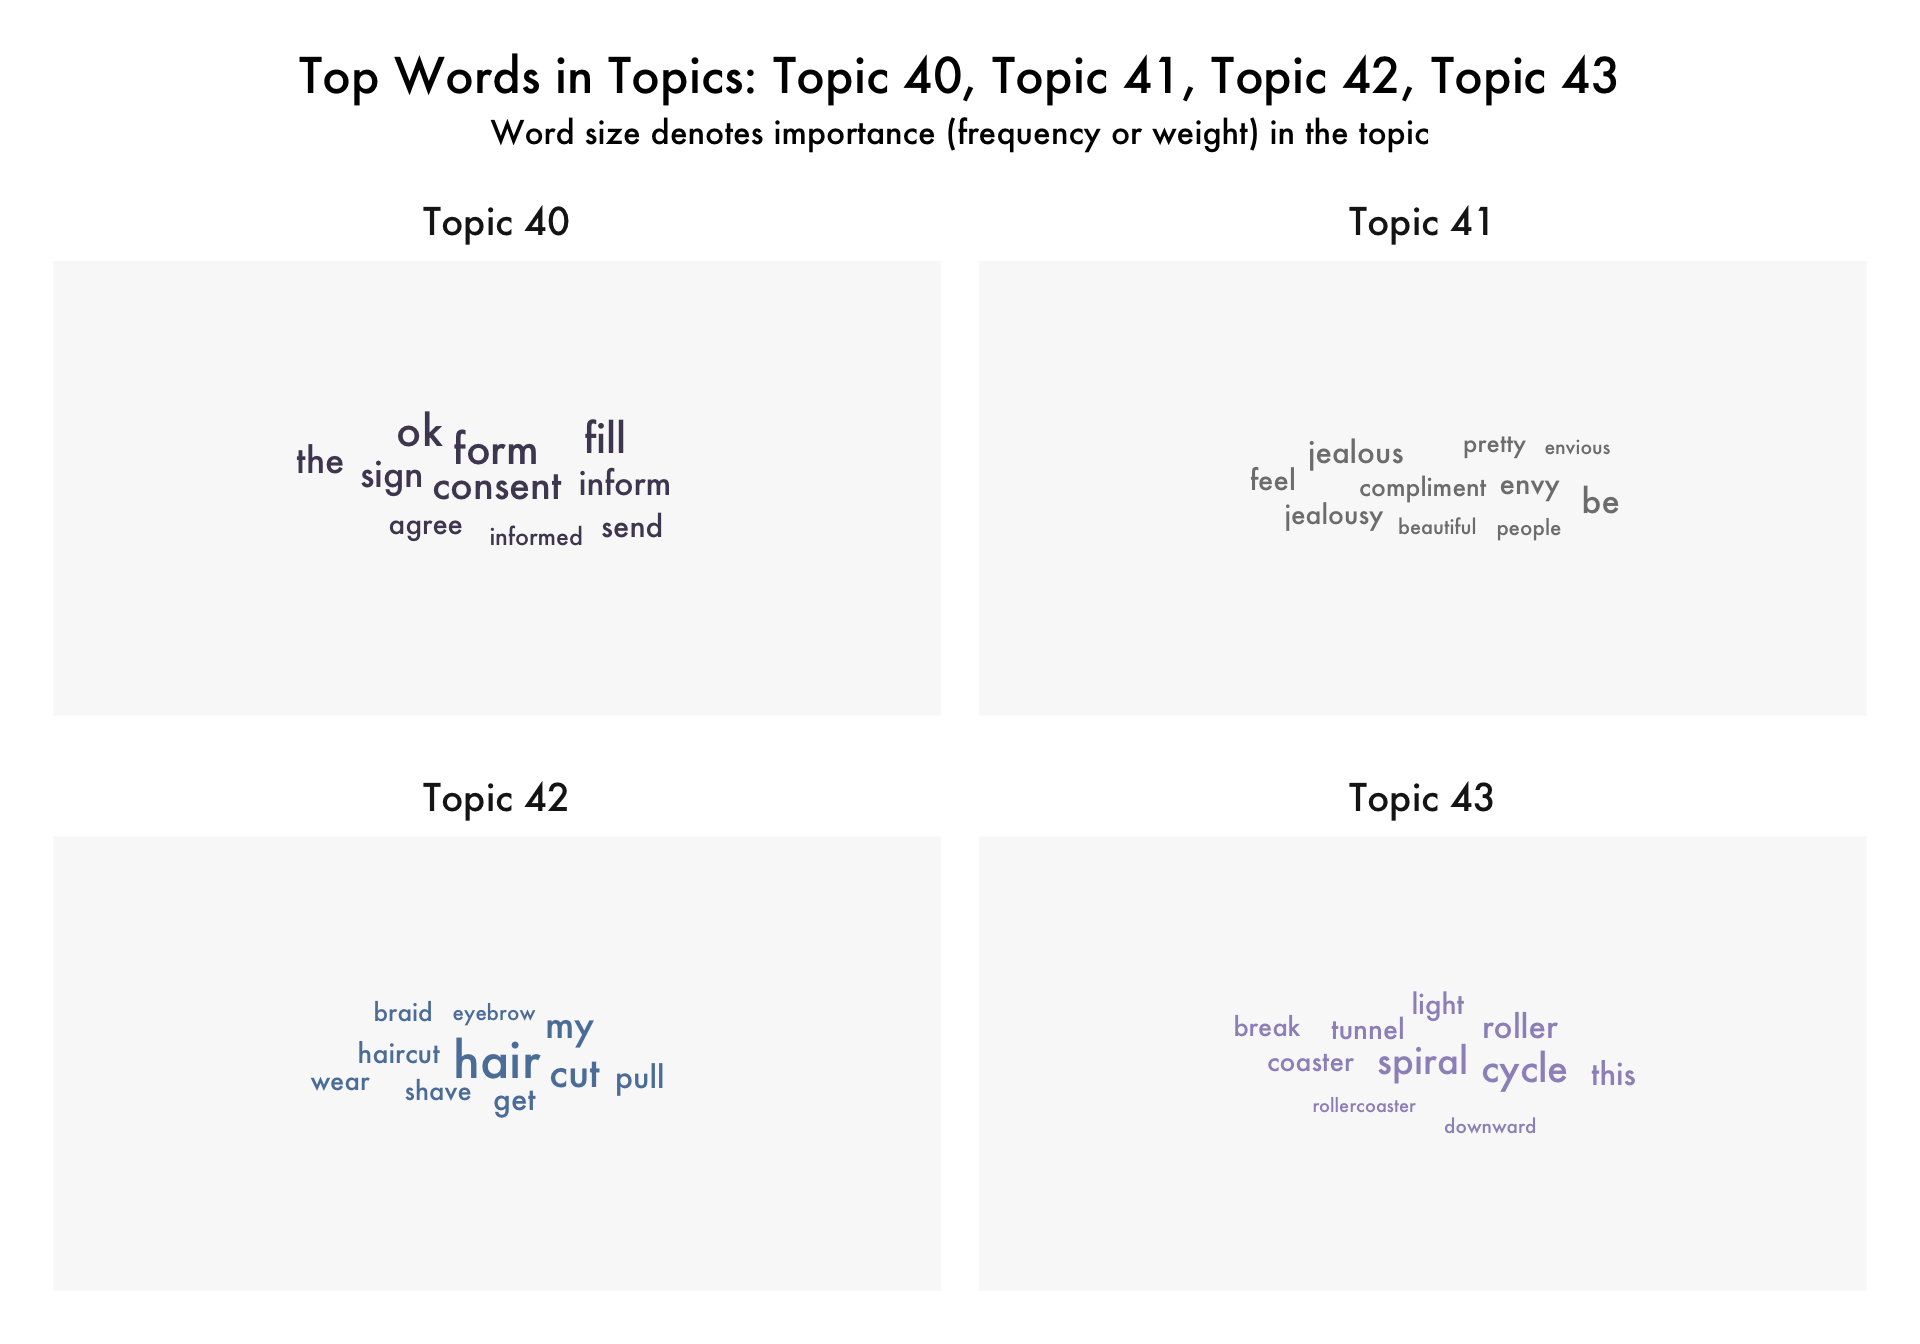 Top Words in Topics: Topic 40, Topic 41, Topic 42, Topic 43
Word size denotes importance (frequency or weight) in the topic
Topic 40
ok form fill
the sign consent inform
agree informed send
Topic 41
jealous pretty envious
feel compliment envy be
jealousy beautiful people
Topic 42
braid eyebrow my
haircut hair cut pull
wear shave get
Topic 43
light
break tunnel roller
coaster spiral cycle this
rollercoaster
downward